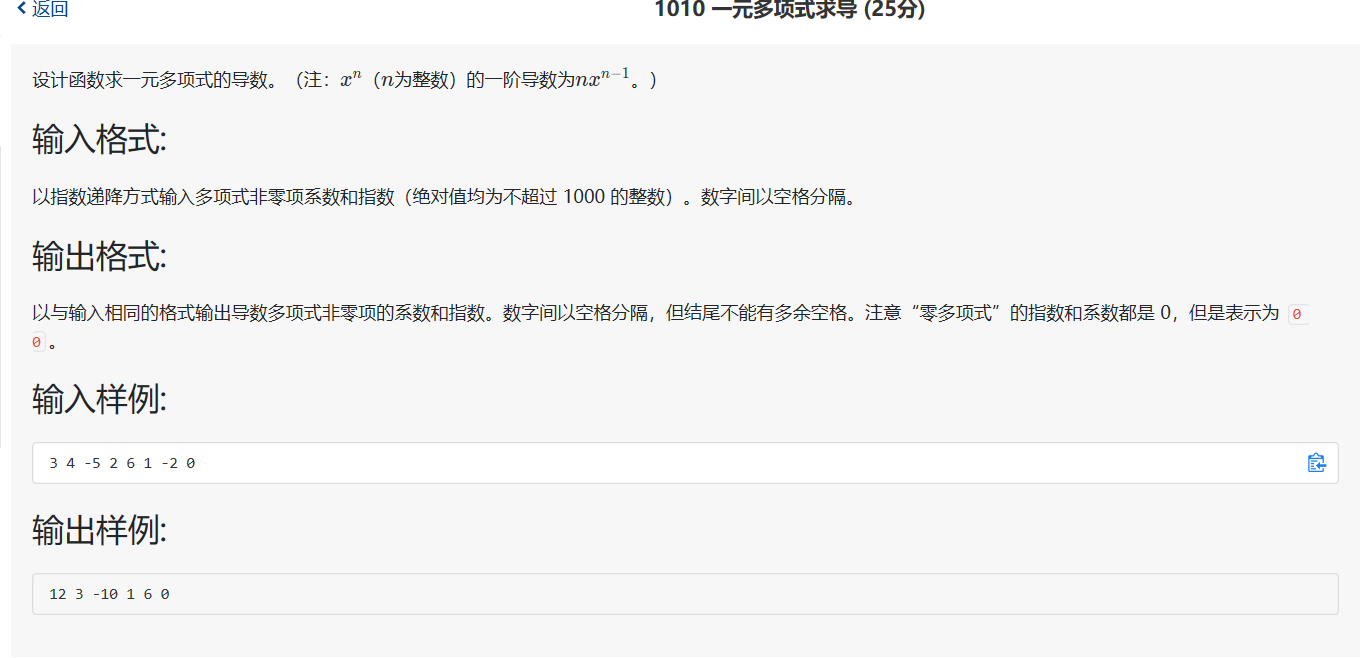 返回
1010 一元多项式求导 (25分)
设计函数求一元多项式的导数。（注：xⁿ（n为整数）的一阶导数为nxⁿ⁻¹。）
输入格式:
以指数递降方式输入多项式非零项系数和指数（绝对值均为不超过 1000 的整数）。数字间以空格分隔。
输出格式:
以与输入相同的格式输出导数多项式非零项的系数和指数。数字间以空格分隔，但结尾不能有多余空格。注意“零多项式”的指数和系数都是 0，但是表示为 0
0 。
输入样例:
3 4 -5 2 6 1 -2 0
输出样例:
12 3 -10 1 6 0